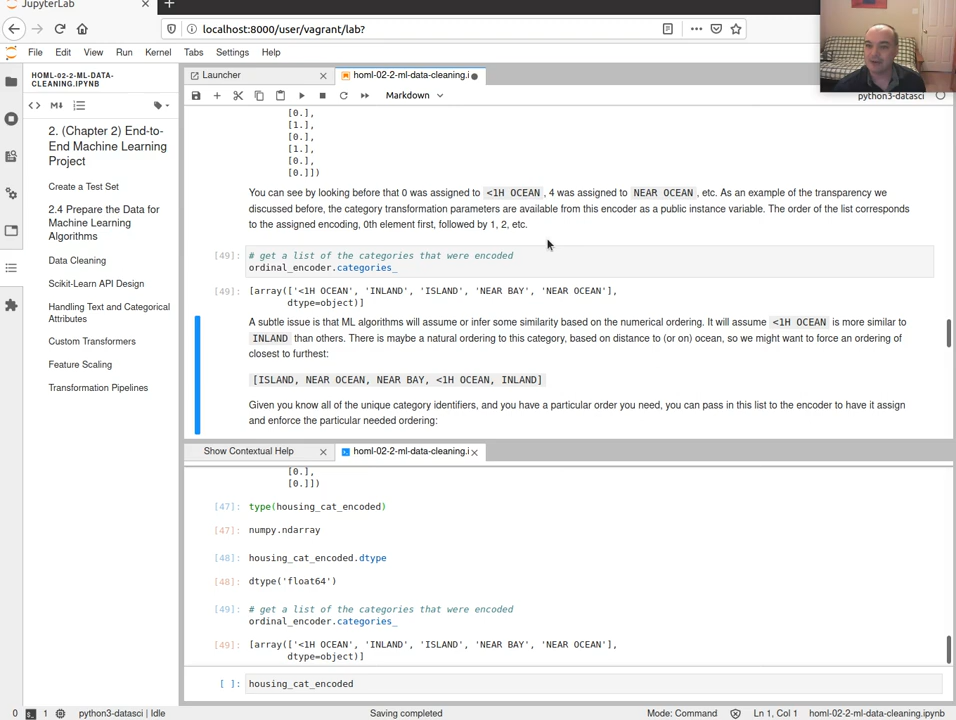 JupyterLab
localhost:8000/user/vagrant/lab?
File Edit View Run Kernel Tabs Settings Help
HOML-02-2-ML-DATA-
CLEANING.IPYNB
2. (Chapter 2) End-to-
End Machine Learning
Project
Create a Test Set
2.4 Prepare the Data for
Machine Learning
Algorithms
Data Cleaning
Scikit-Learn API Design
Handling Text and Categorical
Attributes
Custom Transformers
Feature Scaling
Transformation Pipelines
Launcher
homl-02-2-ml-data-cleaning.i
Markdown
python3-datasci
[0.],
[1.],
[0.],
[1.],
[0.],
[0.]])
You can see by looking before that 0 was assigned to <1H OCEAN , 4 was assigned to NEAR OCEAN , etc. As an example of the transparency we
discussed before, the category transformation parameters are available from this encoder as a public instance variable. The order of the list corresponds
to the assigned encoding, 0th element first, followed by 1, 2, etc.
[49]: # get a list of the categories that were encoded
ordinal_encoder.categories_
[49]: [array(['<1H OCEAN', 'INLAND', 'ISLAND', 'NEAR BAY', 'NEAR OCEAN'],
dtype=object)]
A subtle issue is that ML algorithms will assume or infer some similarity based on the numerical ordering. It will assume <1H OCEAN is more similar to
INLAND than others. There is maybe a natural ordering to this category, based on distance to (or on) ocean, so we might want to force an ordering of
closest to furthest:
[ISLAND, NEAR OCEAN, NEAR BAY, <1H OCEAN, INLAND]
Given you know all of the unique category identifiers, and you have a particular order you need, you can pass in this list to the encoder to have it assign
and enforce the particular needed ordering:
Show Contextual Help
homl-02-2-ml-data-cleaning.i
[0.],
[0.]])
[47]: type(housing_cat_encoded)
[47]: numpy.ndarray
[48]: housing_cat_encoded.dtype
[48]: dtype('float64')
[49]: # get a list of the categories that were encoded
ordinal_encoder.categories_
[49]: [array(['<1H OCEAN', 'INLAND', 'ISLAND', 'NEAR BAY', 'NEAR OCEAN'],
dtype=object)]
[ ]: housing_cat_encoded
0 1 python3-datasci | Idle Saving completed Mode: Command Ln 1, Col 1 homl-02-2-ml-data-cleaning.ipynb